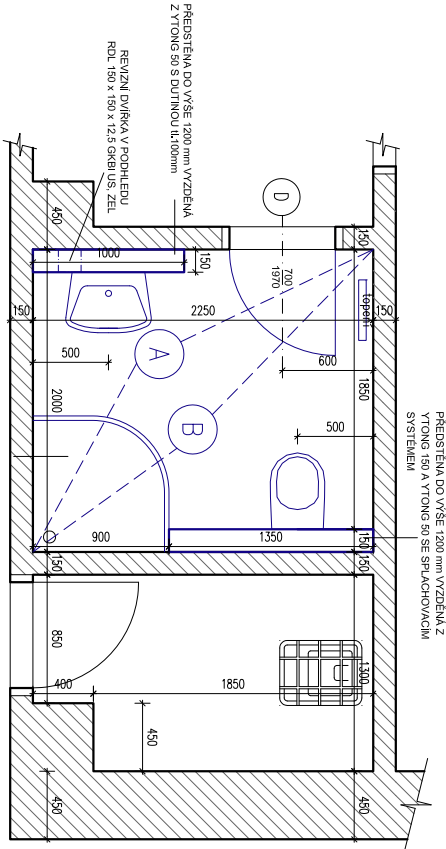 PŘEDSTĚNA DO VÝŠE 1200 mm VYZDĚNÁ
Z YTONG 50 S DUTINOU tl.100mm
REVIZNÍ DVÍŘKA V PODHLEDU
RDL 150 x 150 x 12,5 GKBI US. ZEL
PŘEDSTĚNA DO VÝŠE 1200 mm VYZDĚNÁ Z
YTONG 150 A YTONG 50 SE SPLACHOVACÍM
SYSTÉMEM
D
450
150
1000
150
700
1970
topení
150
150
2250
600
1850
500
A
B
500
2000
900
1350
150
150
150
850
400
1850
1300
450
450
450